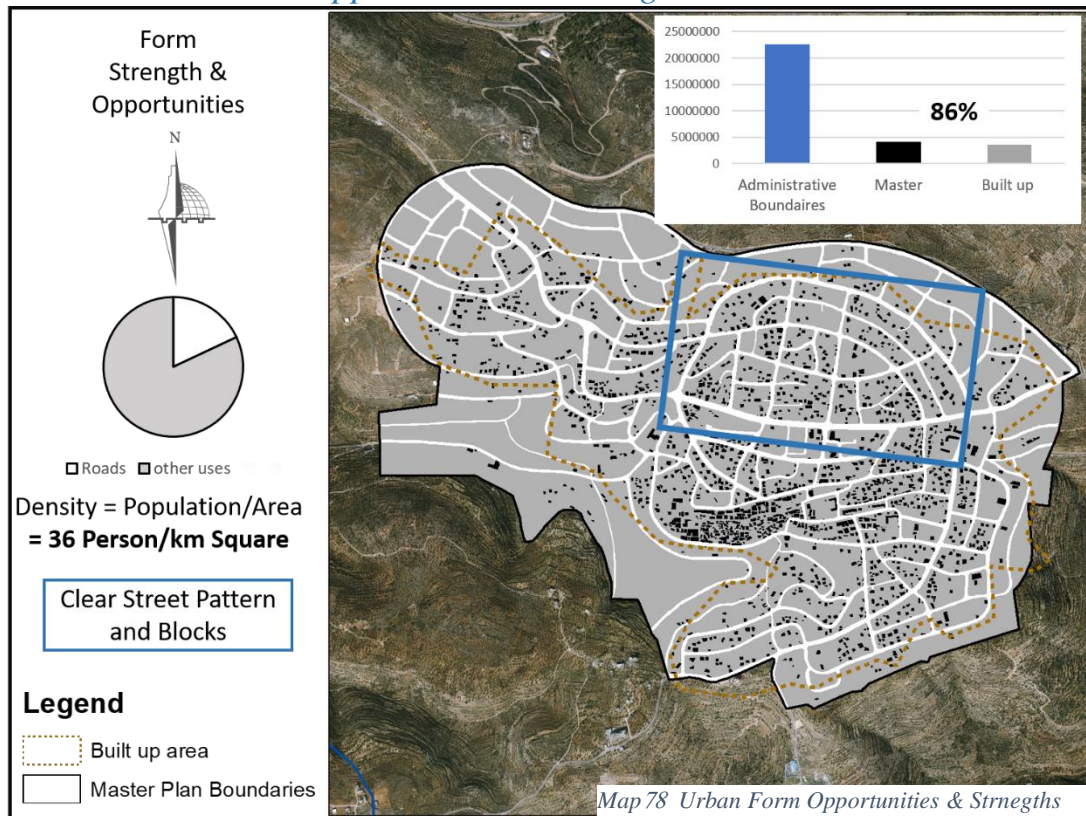 Form
Strength &
Opportunities
N
Roads other uses
Density = Population/Area
= 36 Person/km Square
Clear Street Pattern
and Blocks
Legend
Built up area
Master Plan Boundaries
25000000
20000000
15000000
10000000
5000000
0
86%
Administrative
Boundaires
Master
Built up
Map 78 Urban Form Opportunities & Strnegths